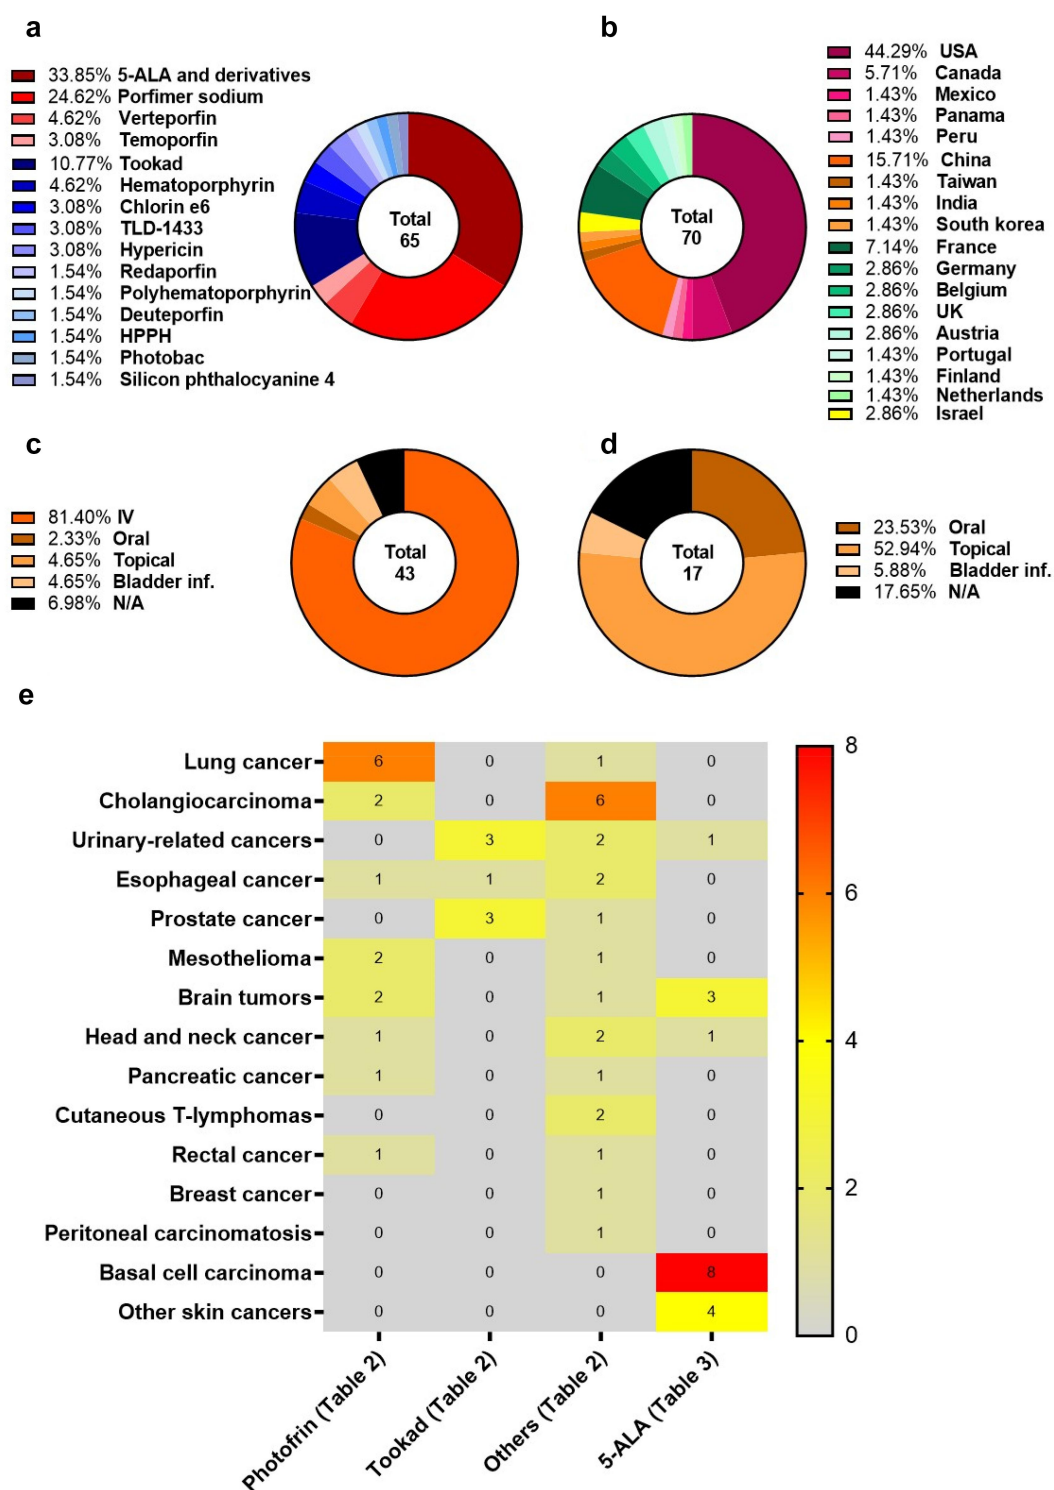 a
33.85% 5-ALA and derivatives
24.62% Porfimer sodium
4.62% Verteporfin
3.08% Temoporfin
10.77% Tookad
4.62% Hematoporphyrin
3.08% Chlorin e6
3.08% TLD-1433
3.08% Hypericin
1.54% Redaporfin
1.54% Polyhematoporphyrin
1.54% Deuteporfin
1.54% HPPH
1.54% Photobac
1.54% Silicon phthalocyanine 4
Total
65
b
44.29% USA
5.71% Canada
1.43% Mexico
1.43% Panama
1.43% Peru
15.71% China
1.43% Taiwan
1.43% India
1.43% South korea
7.14% France
2.86% Germany
2.86% Belgium
2.86% UK
2.86% Austria
1.43% Portugal
1.43% Finland
1.43% Netherlands
2.86% Israel
Total
70
c
81.40% IV
2.33% Oral
4.65% Topical
4.65% Bladder inf.
6.98% N/A
Total
43
d
23.53% Oral
52.94% Topical
5.88% Bladder inf.
17.65% N/A
Total
17
e
Lung cancer 6 0 1 0
Cholangiocarcinoma 2 0 6 0
Urinary-related cancers 0 3 2 1
Esophageal cancer 1 1 2 0
Prostate cancer 0 3 1 0
Mesothelioma 2 0 1 0
Brain tumors 2 0 1 3
Head and neck cancer 1 0 2 1
Pancreatic cancer 1 0 1 0
Cutaneous T-lymphomas 0 0 2 0
Rectal cancer 1 0 1 0
Breast cancer 0 0 1 0
Peritoneal carcinomatosis 0 0 1 0
Basal cell carcinoma 0 0 0 8
Other skin cancers 0 0 0 4
Photofrin (Table 2)
Tookad (Table 2)
Others (Table 2)
5-ALA (Table 3)
8
6
4
2
0